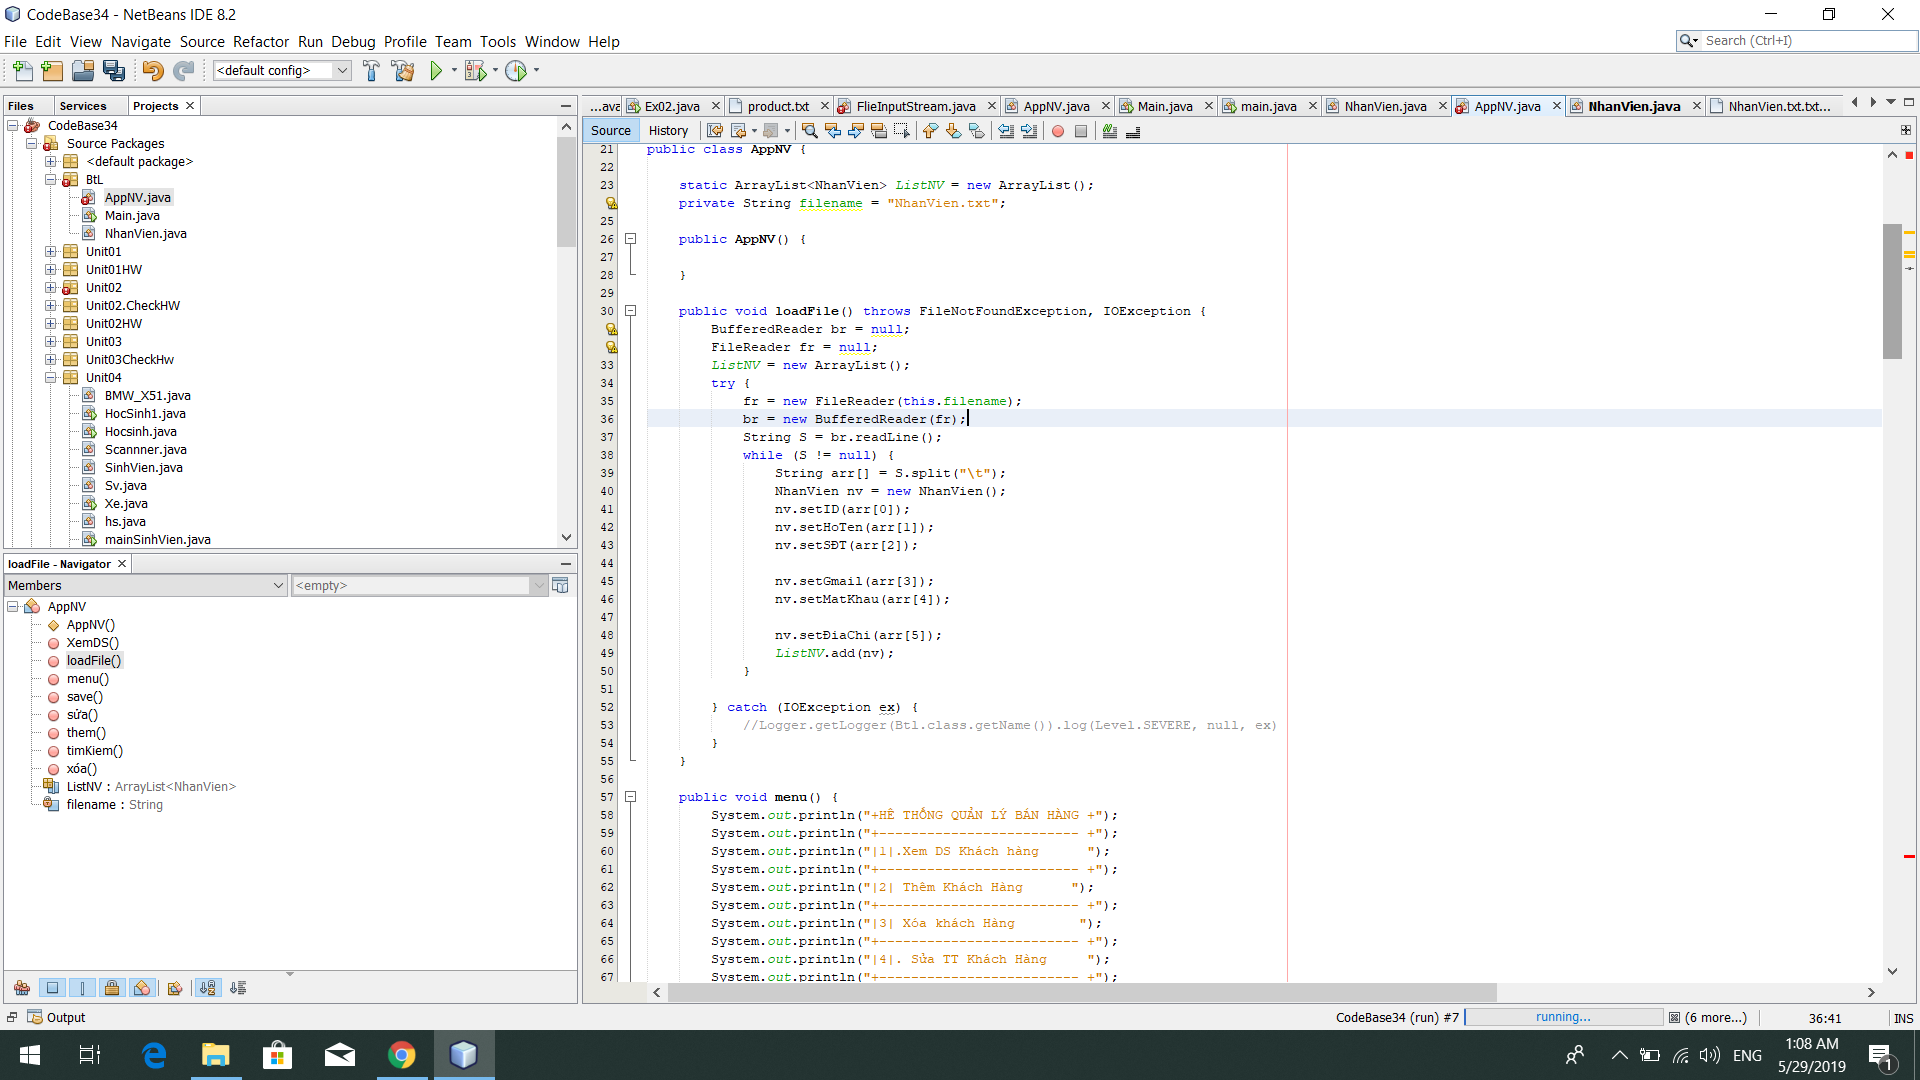 CodeBase34 - NetBeans IDE 8.2
File Edit View Navigate Source Refactor Run Debug Profile Team Tools Window Help
Search (Ctrl+I)
<default config>
Files Services Projects
...ava Ex02.java product.txt FlieInputStream.java AppNV.java Main.java main.java NhanVien.java AppNV.java NhanVien.java NhanVien.txt.txt...
Source History
CodeBase34
Source Packages
<default package>
BtL
AppNV.java
Main.java
NhanVien.java
Unit01
Unit01HW
Unit02
Unit02.CheckHW
Unit02HW
Unit03
Unit03CheckHw
Unit04
BMW_X51.java
HocSinh1.java
Hocsinh.java
Scannner.java
SinhVien.java
Sv.java
Xe.java
hs.java
mainSinhVien.java
loadFile - Navigator
Members <empty>
AppNV
AppNV()
XemDS()
loadFile()
menu()
save()
sửa()
them()
timKiem()
xóa()
ListNV : ArrayList<NhanVien>
filename : String
21 public class AppNV {
22
23 static ArrayList<NhanVien> ListNV = new ArrayList();
private String filename = "NhanVien.txt";
25
26 public AppNV() {
27
28 }
29
30 public void loadFile() throws FileNotFoundException, IOException {
BufferedReader br = null;
FileReader fr = null;
33 ListNV = new ArrayList();
34 try {
35 fr = new FileReader(this.filename);
36 br = new BufferedReader(fr);
37 String S = br.readLine();
38 while (S != null) {
39 String arr[] = S.split("\t");
40 NhanVien nv = new NhanVien();
41 nv.setID(arr[0]);
42 nv.setHoTen(arr[1]);
43 nv.setSĐT(arr[2]);
44
45 nv.setGmail(arr[3]);
46 nv.setMatKhau(arr[4]);
47
48 nv.setĐiaChi(arr[5]);
49 ListNV.add(nv);
50 }
51
52 } catch (IOException ex) {
53 //Logger.getLogger(Btl.class.getName()).log(Level.SEVERE, null, ex)
54 }
55 }
56
57 public void menu() {
58 System.out.println("+HÊ THỐNG QUẢN LÝ BÁN HÀNG +");
59 System.out.println("+------------------------- +");
60 System.out.println("|1|.Xem DS Khách hàng      ");
61 System.out.println("+------------------------- +");
62 System.out.println("|2| Thêm Khách Hàng      ");
63 System.out.println("+------------------------- +");
64 System.out.println("|3| Xóa khách Hàng        ");
65 System.out.println("+------------------------- +");
66 System.out.println("|4|. Sửa TT Khách Hàng     ");
67 System.out.println("+------------------------- +");
Output
CodeBase34 (run) #7 running... (6 more...) 36:41 INS
ENG
1:08 AM
5/29/2019
1